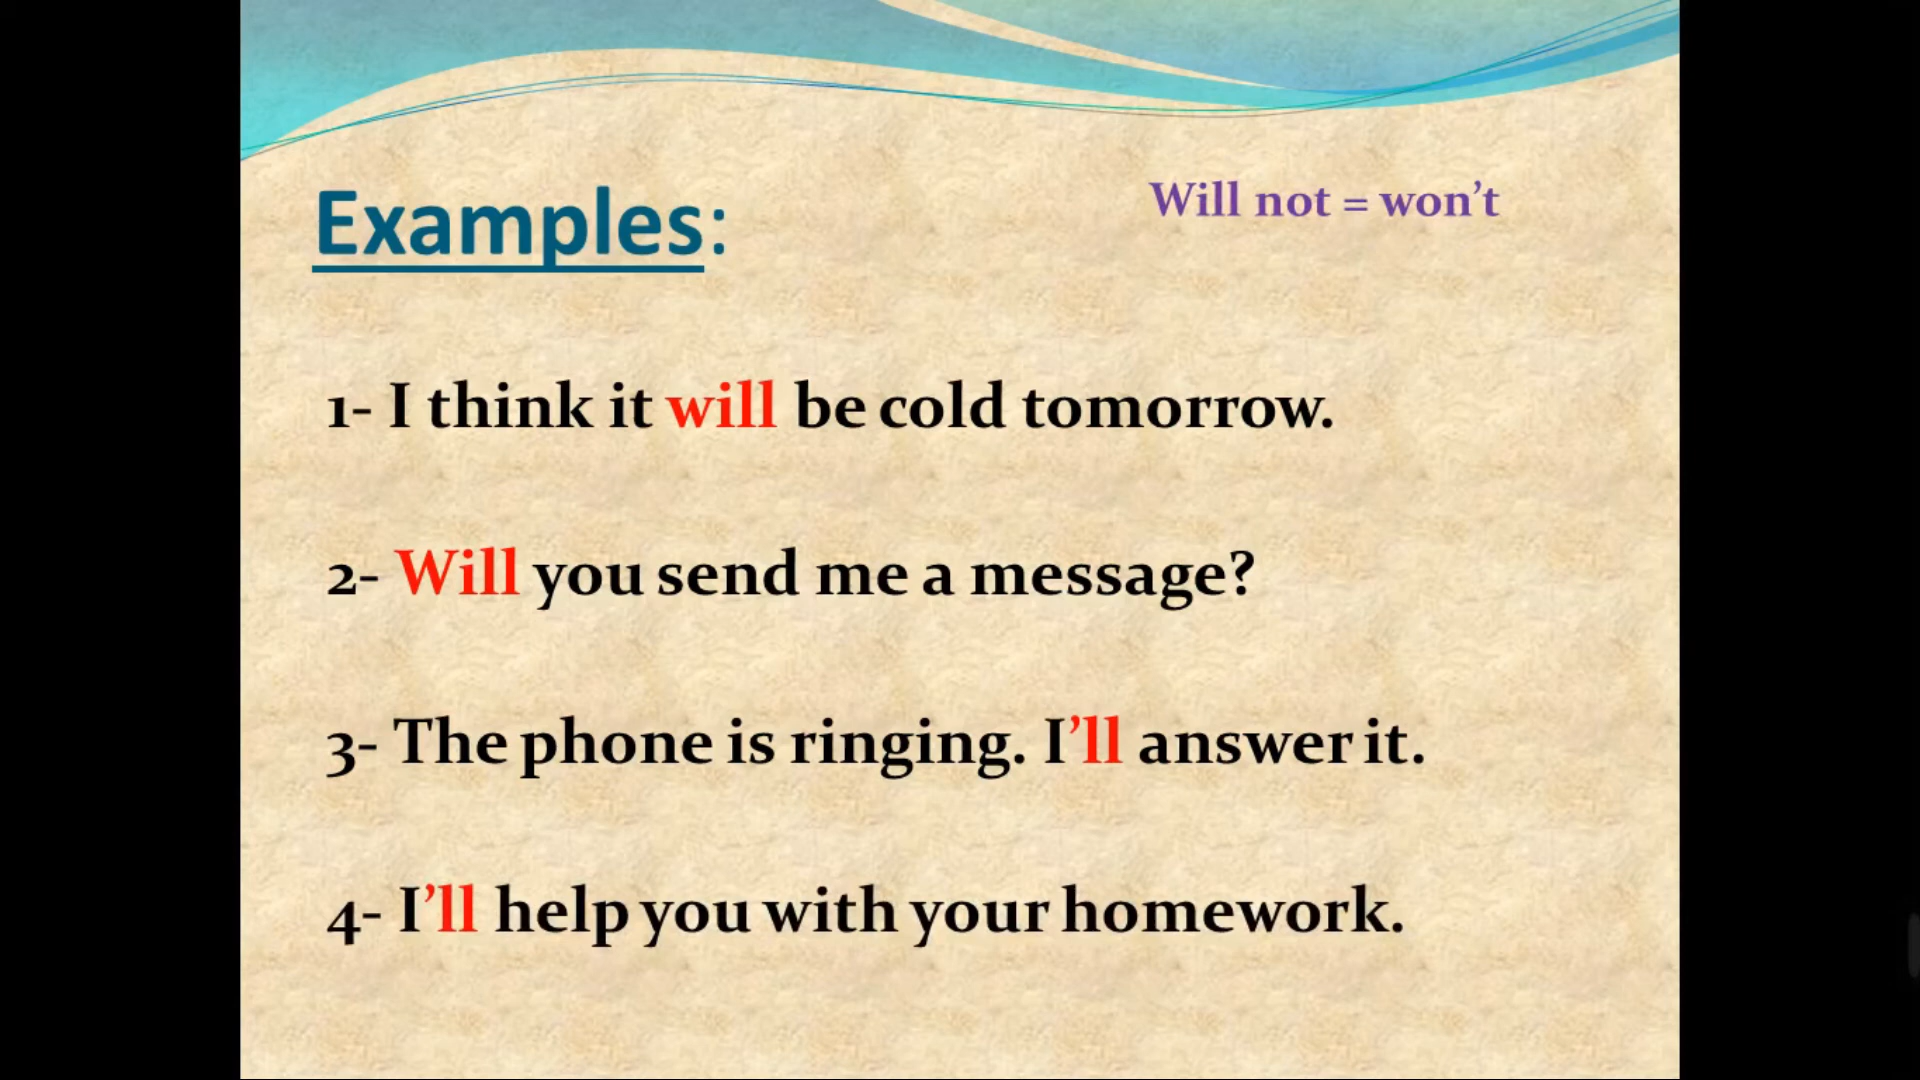 Examples:
Will not = won’t
1- I think it will be cold tomorrow.
2- Will you send me a message?
3- The phone is ringing. I’ll answer it.
4- I’ll help you with your homework.